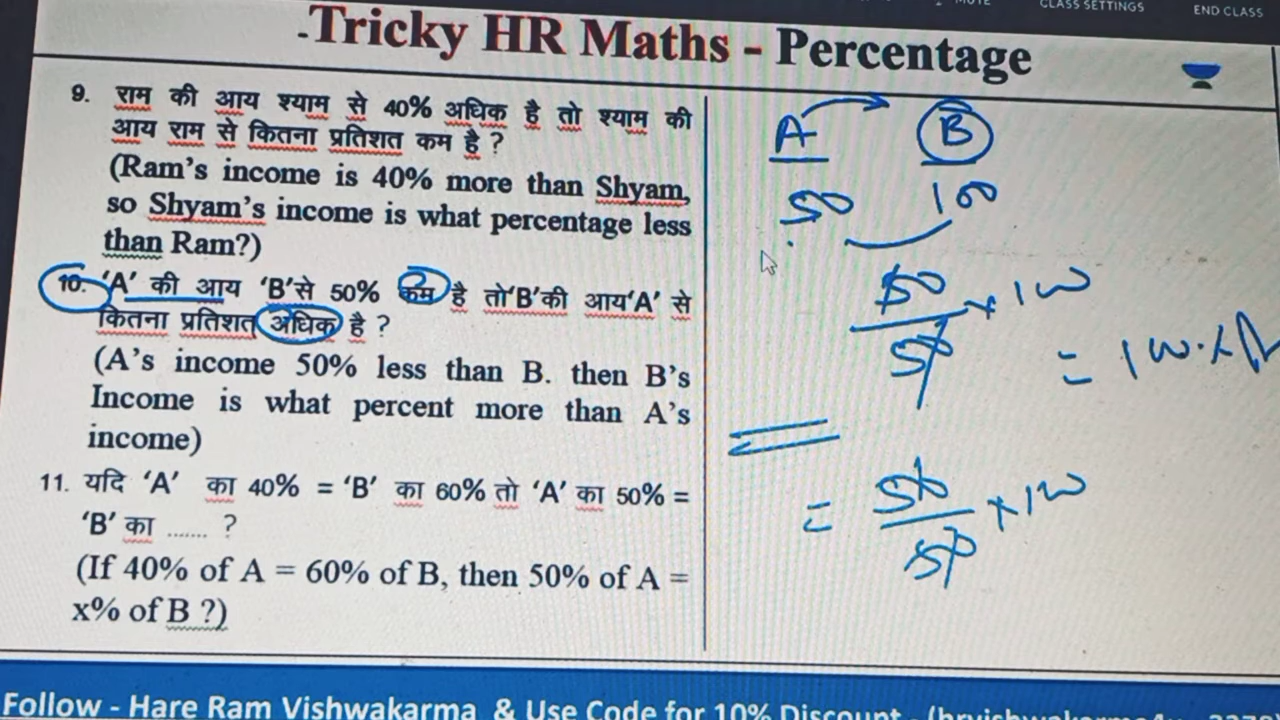 MUTE CLASS SETTINGS END CLASS
-Tricky HR Maths - Percentage
9. राम की आय श्याम से 40% अधिक है तो श्याम की
आय राम से कितना प्रतिशत कम है ?
(Ram's income is 40% more than Shyam,
so Shyam's income is what percentage less
than Ram?)
10. 'A' की आय 'B'से 50% कम है तो'B'की आय'A' से
कितना प्रतिशत अधिक है ?
(A's income 50% less than B. then B's
Income is what percent more than A's
income)
11. यदि 'A' का 40% = 'B' का 60% तो 'A' का 50% =
'B' का ....... ?
(If 40% of A = 60% of B, then 50% of A =
x% of B ?)
A B
50 100
50
× 100
50
= 100%
50
= × 100
50
Follow - Hare Ram Vishwakarma & Use Code for 10% Discount -